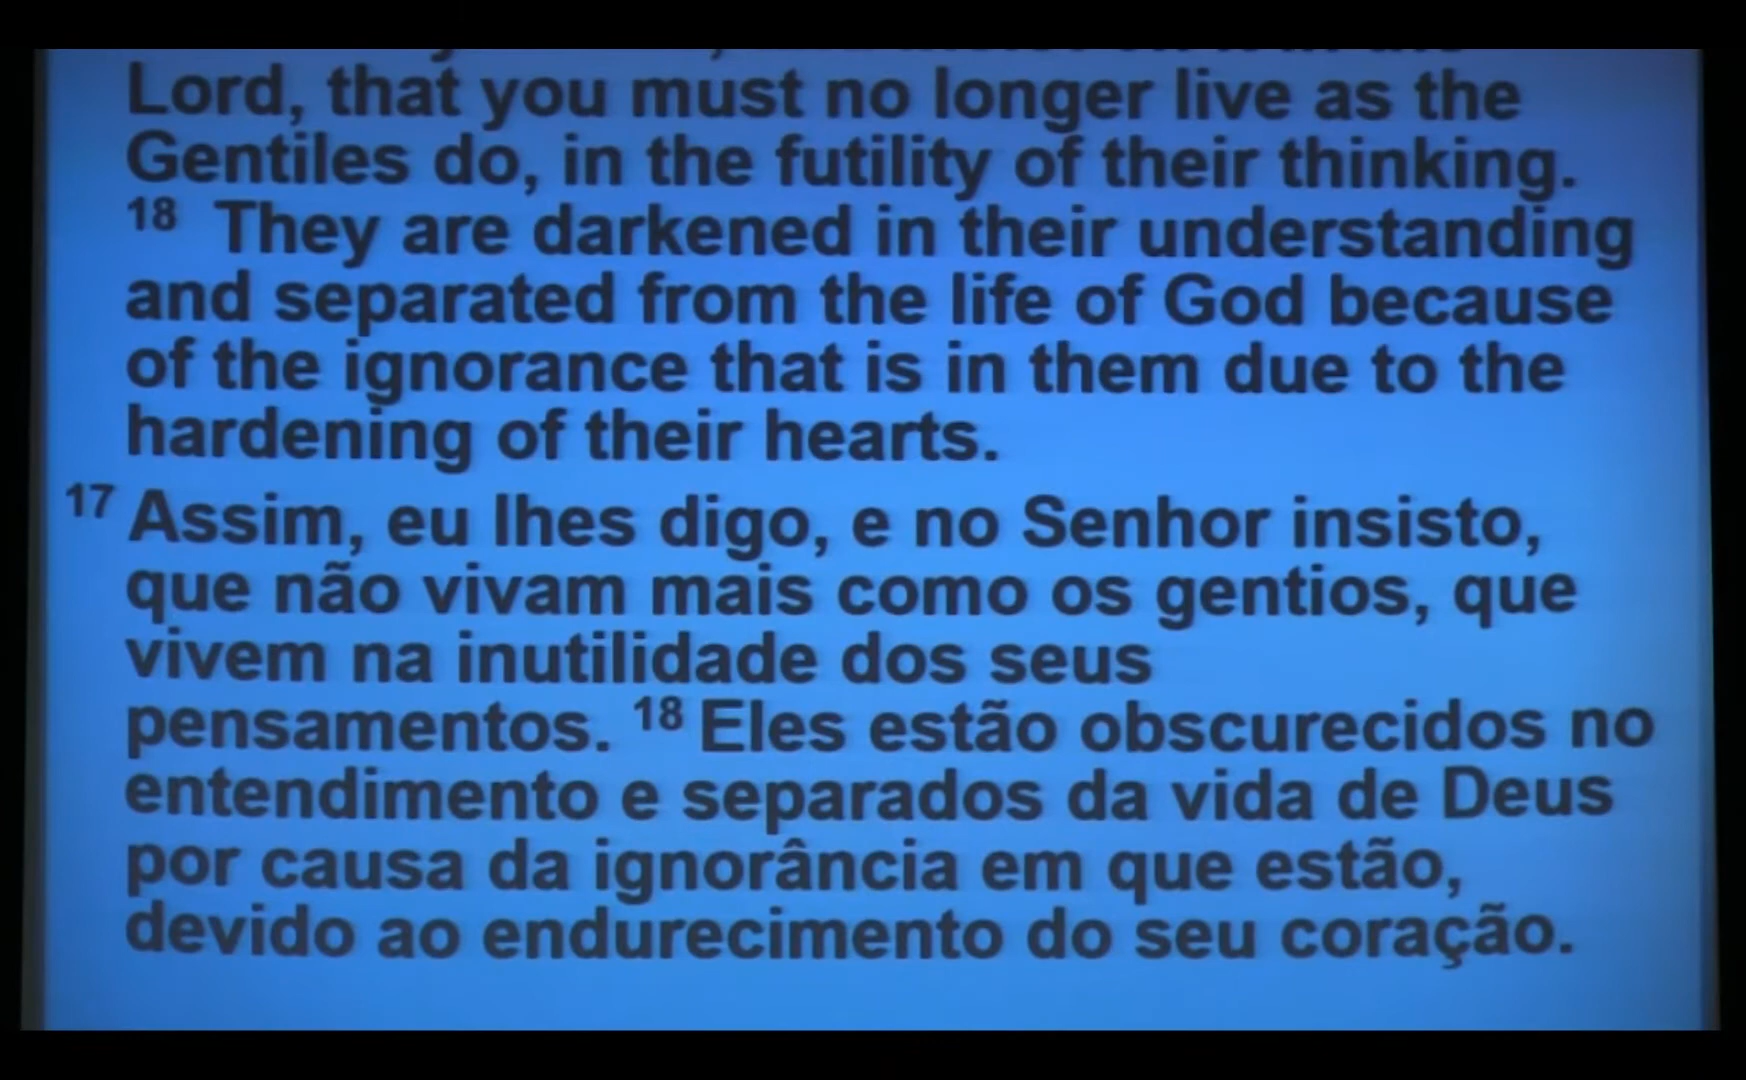 Lord, that you must no longer live as the
Gentiles do, in the futility of their thinking.
18 They are darkened in their understanding
and separated from the life of God because
of the ignorance that is in them due to the
hardening of their hearts.
17 Assim, eu lhes digo, e no Senhor insisto,
que não vivam mais como os gentios, que
vivem na inutilidade dos seus
pensamentos. 18 Eles estão obscurecidos no
entendimento e separados da vida de Deus
por causa da ignorância em que estão,
devido ao endurecimento do seu coração.